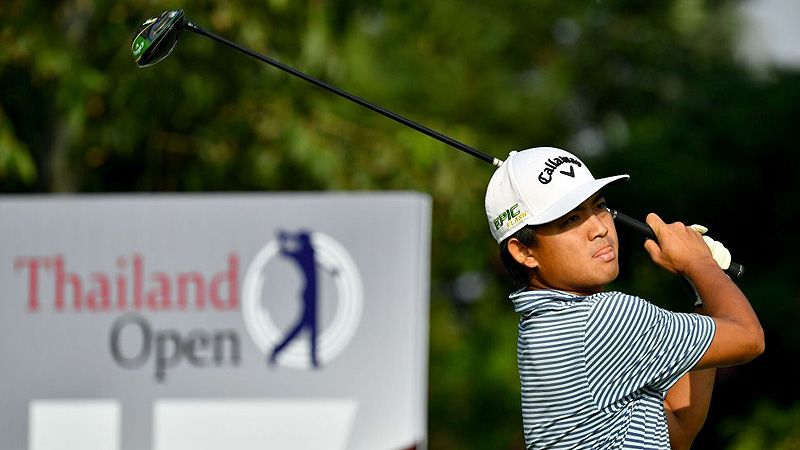 Thailand
Open
Callaway
EPIC
FLASH